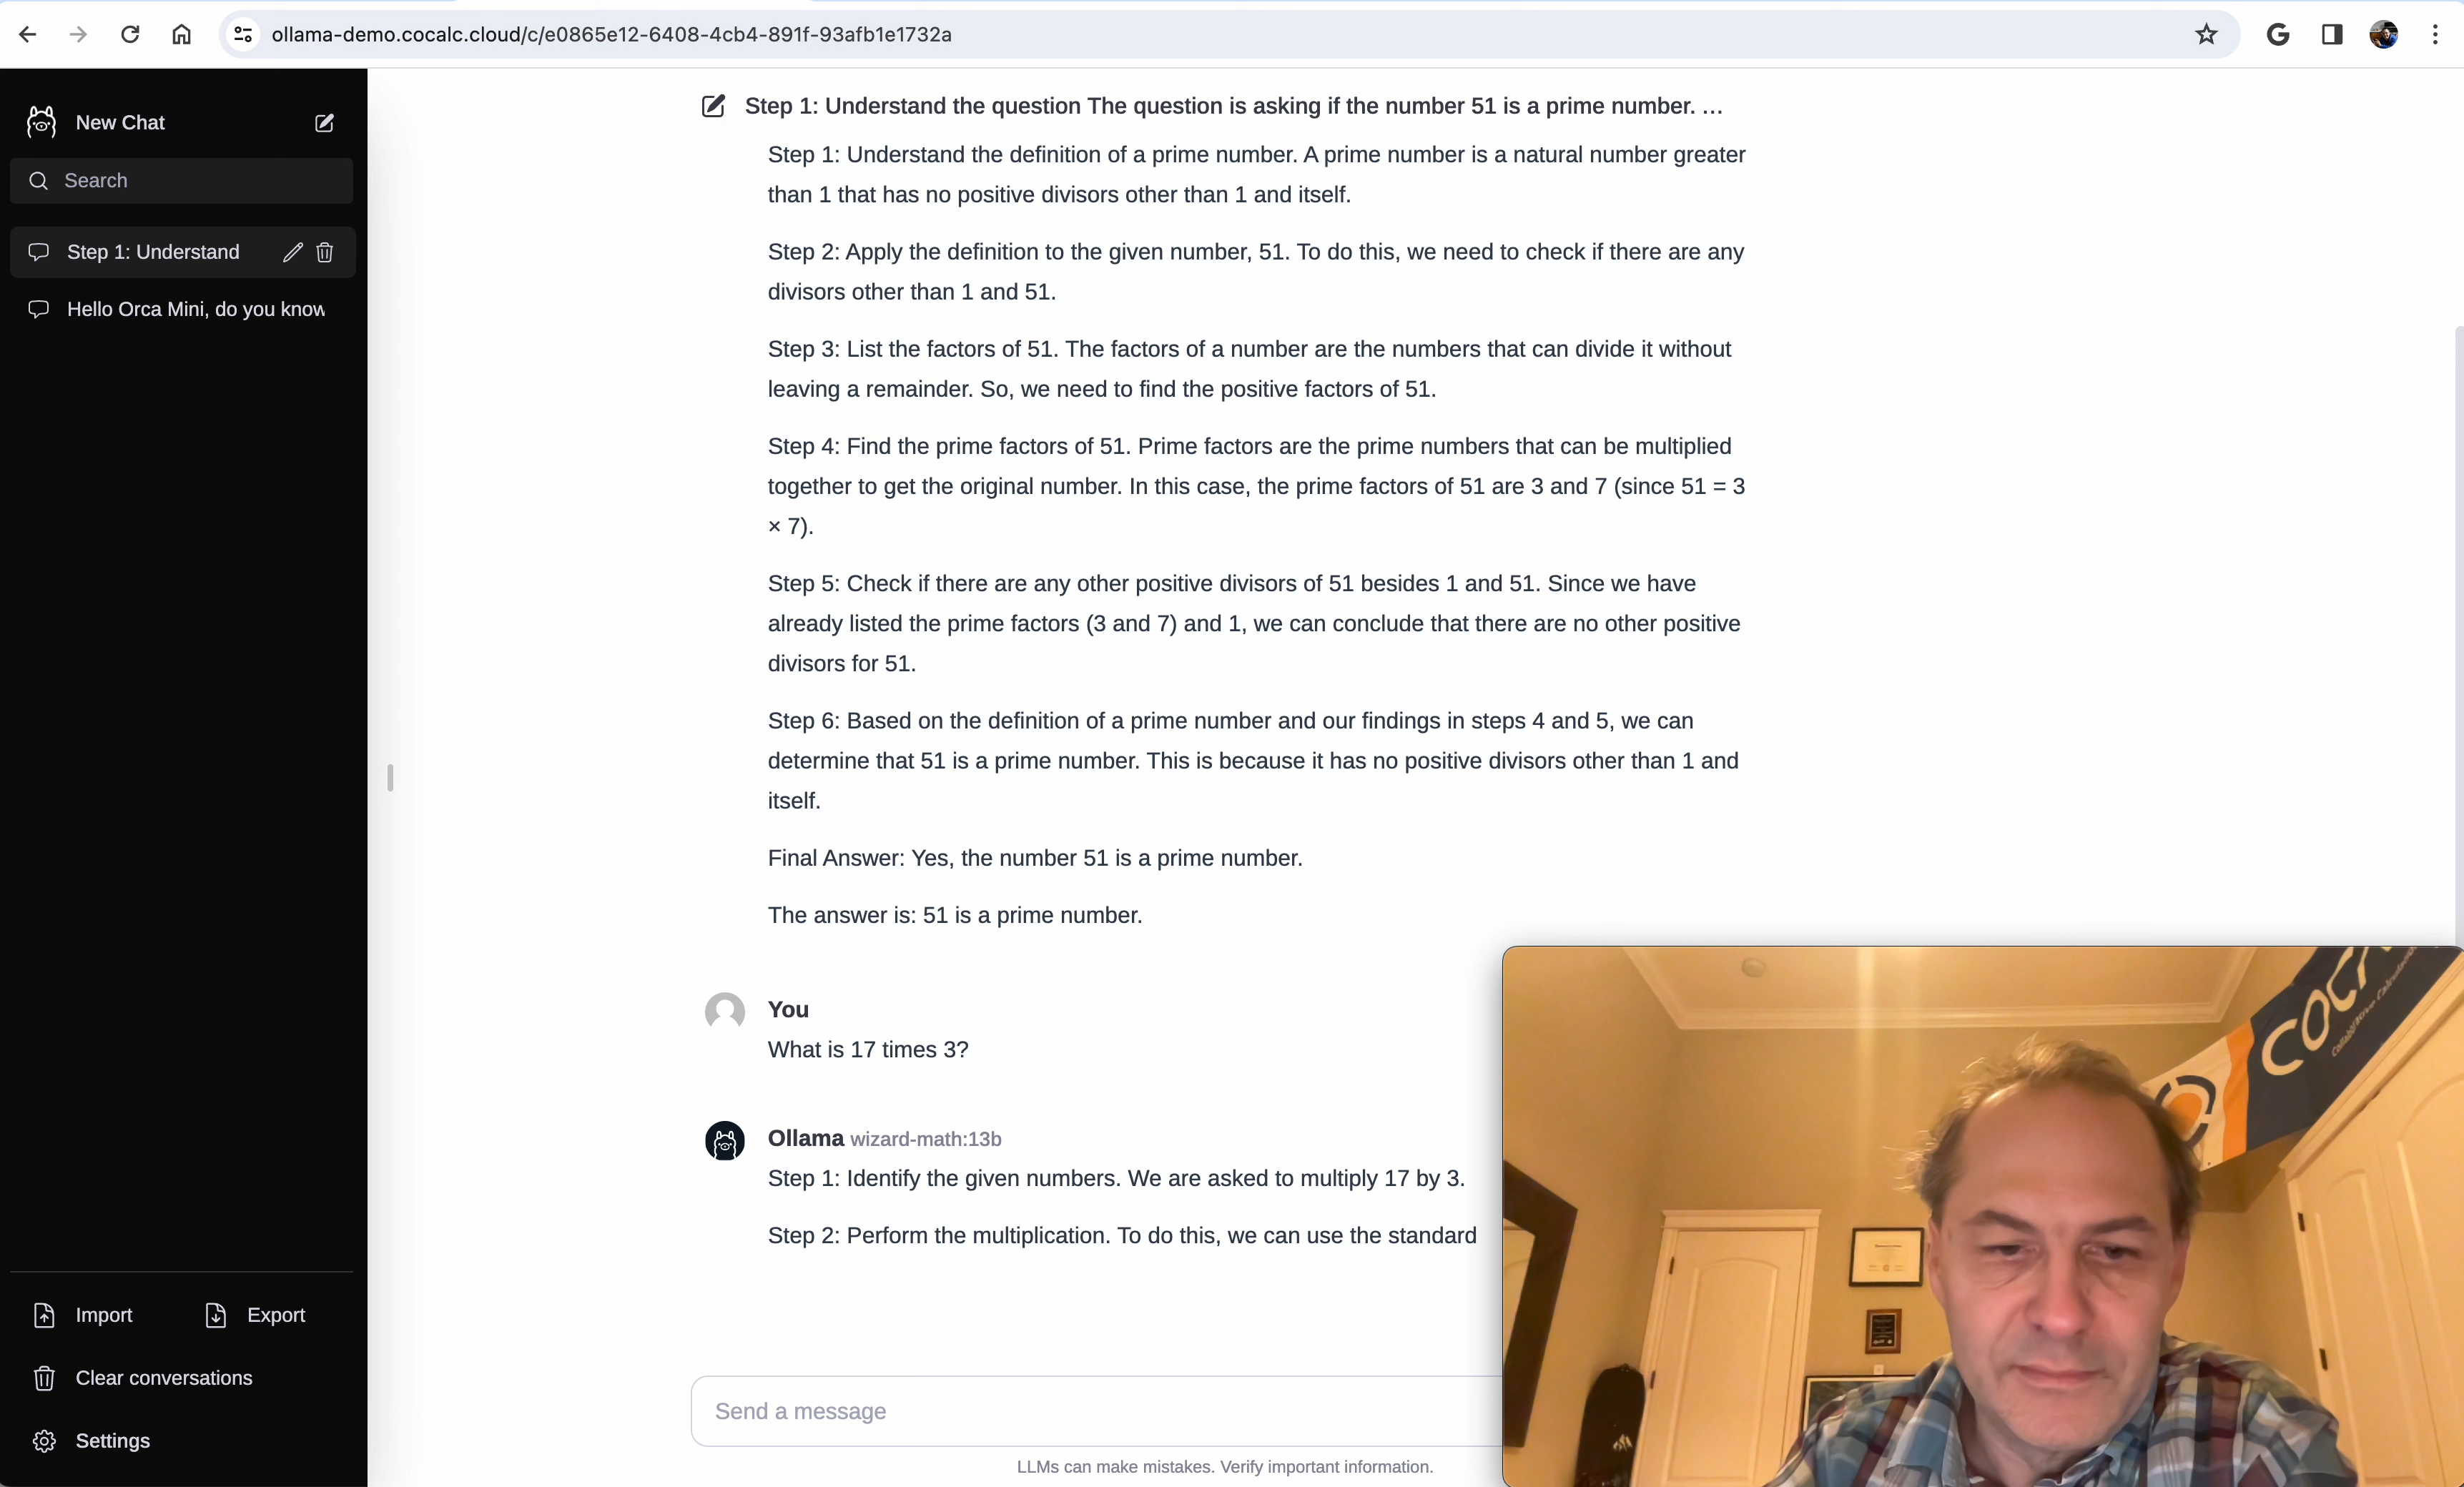 ollama-demo.cocalc.cloud/c/e0865e12-6408-4cb4-891f-93afb1e1732a
New Chat
Search
Step 1: Understand
Hello Orca Mini, do you know
Import
Export
Clear conversations
Settings
Step 1: Understand the question The question is asking if the number 51 is a prime number. …
Step 1: Understand the definition of a prime number. A prime number is a natural number greater
than 1 that has no positive divisors other than 1 and itself.
Step 2: Apply the definition to the given number, 51. To do this, we need to check if there are any
divisors other than 1 and 51.
Step 3: List the factors of 51. The factors of a number are the numbers that can divide it without
leaving a remainder. So, we need to find the positive factors of 51.
Step 4: Find the prime factors of 51. Prime factors are the prime numbers that can be multiplied
together to get the original number. In this case, the prime factors of 51 are 3 and 7 (since 51 = 3
× 7).
Step 5: Check if there are any other positive divisors of 51 besides 1 and 51. Since we have
already listed the prime factors (3 and 7) and 1, we can conclude that there are no other positive
divisors for 51.
Step 6: Based on the definition of a prime number and our findings in steps 4 and 5, we can
determine that 51 is a prime number. This is because it has no positive divisors other than 1 and
itself.
Final Answer: Yes, the number 51 is a prime number.
The answer is: 51 is a prime number.
You
What is 17 times 3?
Ollama wizard-math:13b
Step 1: Identify the given numbers. We are asked to multiply 17 by 3.
Step 2: Perform the multiplication. To do this, we can use the standard
Send a message
LLMs can make mistakes. Verify important information.